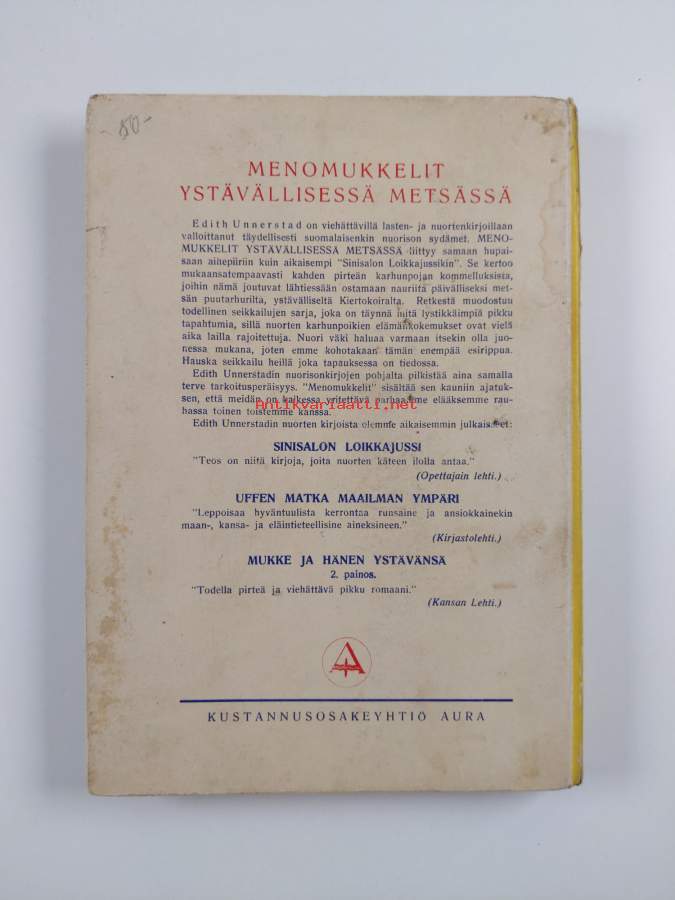 - 80-
MENOMUKKELIT
YSTÄVÄLLISESSÄ METSÄSSÄ
Edith Unnerstad on viehättävillä lasten- ja nuortenkirjoillaan
valloittanut täydellisesti suomalaisenkin nuorison sydämet. MENO-
MUKKELIT YSTÄVÄLLISESSÄ METSÄSSÄ liittyy samaan hupai-
saan aihepiiriin kuin aikaisempi "Sinisalon Loikkajussikin". Se kertoo
mukaansatempaavasti kahden pirteän karhunpojan kommelluksista,
joihin nämä joutuvat lähtiessään ostamaan nauriita päivälliseksi met-
sän puutarhurilta, ystävälliseltä Kiertokoiralta. Retkestä muodostuu
todellinen seikkailujen sarja, joka on täynnä mitä lystikkäimpiä pikku
tapahtumia, sillä nuorten karhunpoikien elämänkokemukset ovat vielä
aika lailla rajoitettuja. Nuori väki haluaa varmaan itsekin olla juo-
nessa mukana, joten emme kohotakaan tämän enempää esirippua.
Hauska seikkailu heillä joka tapauksessa on tiedossa.
Edith Unnerstadin nuorisonkirjojen pohjalta pilkistää aina samalla
terve tarkoitusperäisyys. "Menomukkelit" sisältää sen kauniin ajatuk-
sen, että meidän on kaikessa yritettävä parhaamme elääksemme rau-
hassa toinen toistemme kanssa.
Antikvariaatti.net
Edith Unnerstadin nuorten kirjoista olemme aikaisemmin julkaisseet:
SINISALON LOIKKAJUSSI
"Teos on niitä kirjoja, joita nuorten käteen ilolla antaa."
(Opettajain lehti.)
UFFEN MATKA MAAILMAN YMPÄRI
"Leppoisaa hyväntuulista kerrontaa runsaine ja ansiokkainekin
maan-, kansa- ja eläintieteellisine aineksineen."
(Kirjastolehti.)
MUKKE JA HÄNEN YSTÄVÄNSÄ
2. painos.
"Todella pirteä ja viehättävä pikku romaani."
(Kansan Lehti.)
A
KUSTANNUSOSAKEYHTIÖ AURA